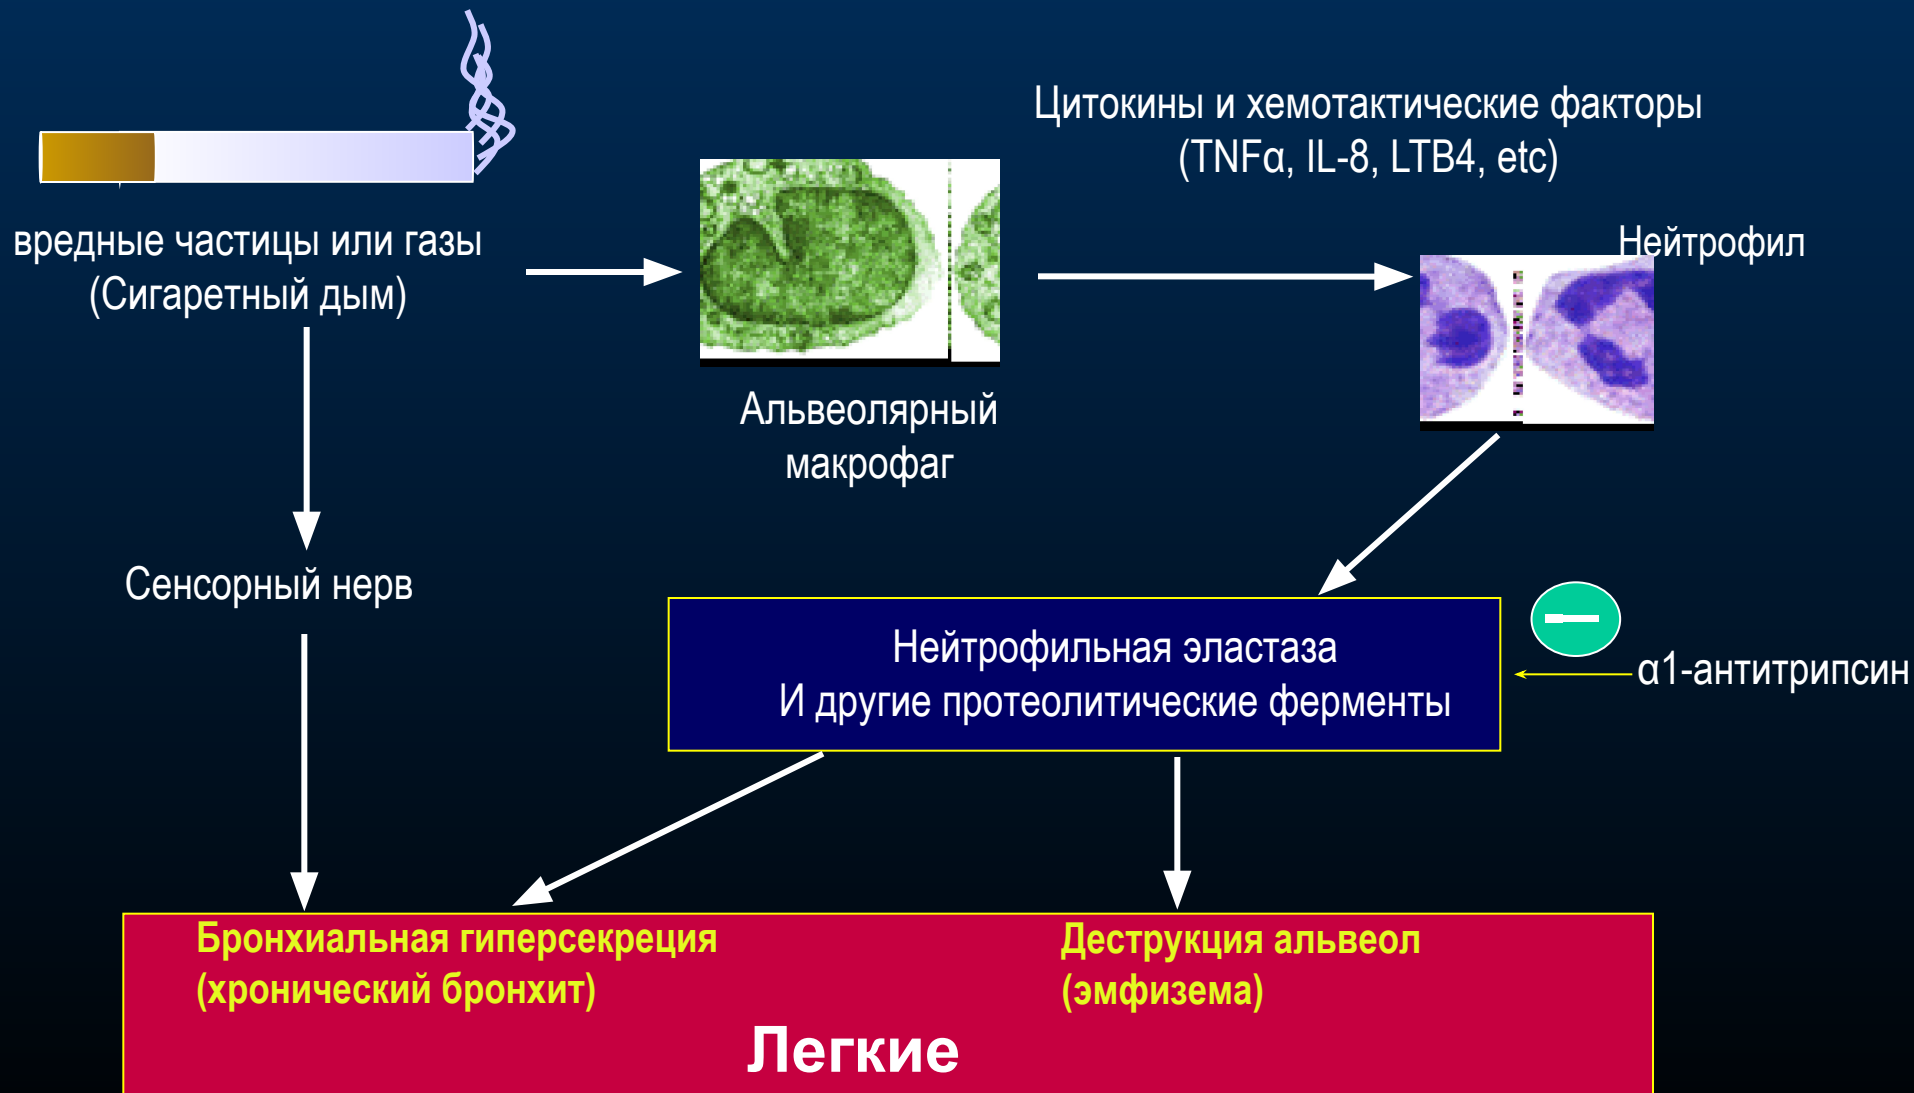 Цитокины и хемотактические факторы
(TNFα, IL-8, LTB4, etc)
вредные частицы или газы
(Сигаретный дым)
Нейтрофил
Альвеолярный
макрофаг
Сенсорный нерв
Нейтрофильная эластаза
И другие протеолитические ферменты
α1-антитрипсин
Бронхиальная гиперсекреция
(хронический бронхит)
Деструкция альвеол
(эмфизема)
Легкие